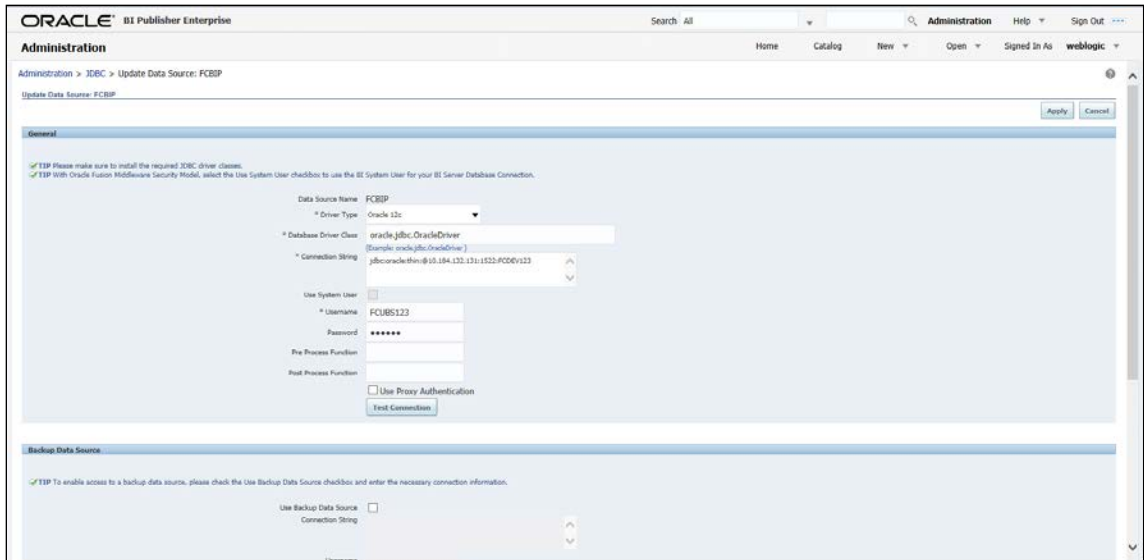 ORACLE BI Publisher Enterprise
Search All
Administration Help Sign Out
Administration
Home Catalog New Open Signed In As weblogic
Administration > JDBC > Update Data Source: FCBIP
Update Data Source: FCBIP
Apply Cancel
General
TIP Please make sure to install the required JDBC driver classes.
TIP With Oracle Fusion Middleware Security Model, select the Use System User checkbox to use the BI System User for your BI Server Database Connection.
Data Source Name FCBIP
* Driver Type Oracle 12c
* Database Driver Class oracle.jdbc.OracleDriver
(Example: oracle.jdbc.OracleDriver )
* Connection String jdbc:oracle:thin:@10.184.132.131:1522:FCDEV123
Use System User
* Username FCUBS123
Password ••••••
Pre Process Function
Post Process Function
Use Proxy Authentication
Test Connection
Backup Data Source
TIP To enable access to a backup data source, please check the Use Backup Data Source checkbox and enter the necessary connection information.
Use Backup Data Source
Connection String
Username